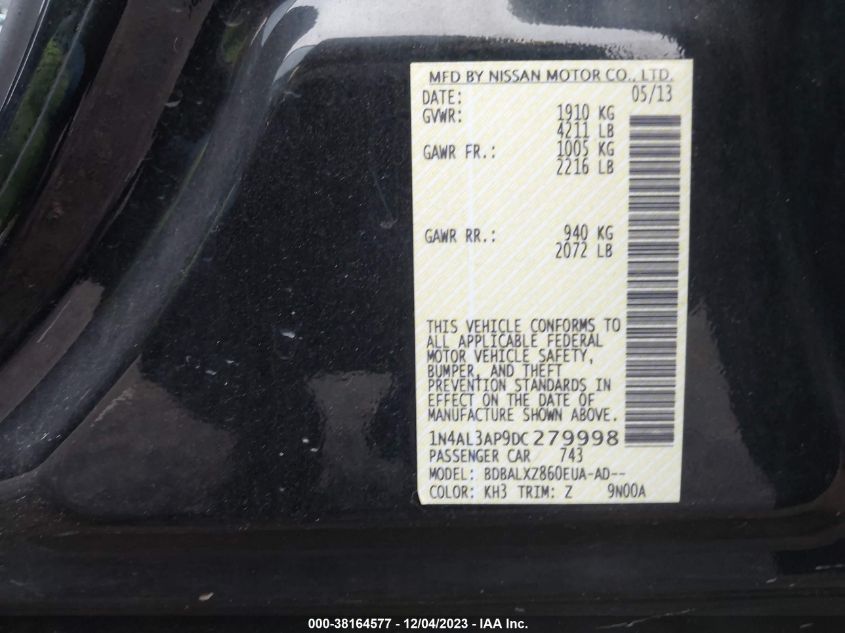 MFD BY NISSAN MOTOR CO., LTD.
DATE: 05/13
GVWR: 1910 KG
4211 LB
GAWR FR.: 1005 KG
2216 LB
GAWR RR.: 940 KG
2072 LB
THIS VEHICLE CONFORMS TO
ALL APPLICABLE FEDERAL
MOTOR VEHICLE SAFETY,
BUMPER, AND THEFT
PREVENTION STANDARDS IN
EFFECT ON THE DATE OF
MANUFACTURE SHOWN ABOVE.
1N4AL3AP9DC279998
PASSENGER CAR 743
MODEL: BDBALXZ860EUA-AD--
COLOR: KH3 TRIM: Z 9N00A
000-38164577 - 12/04/2023 - IAA Inc.